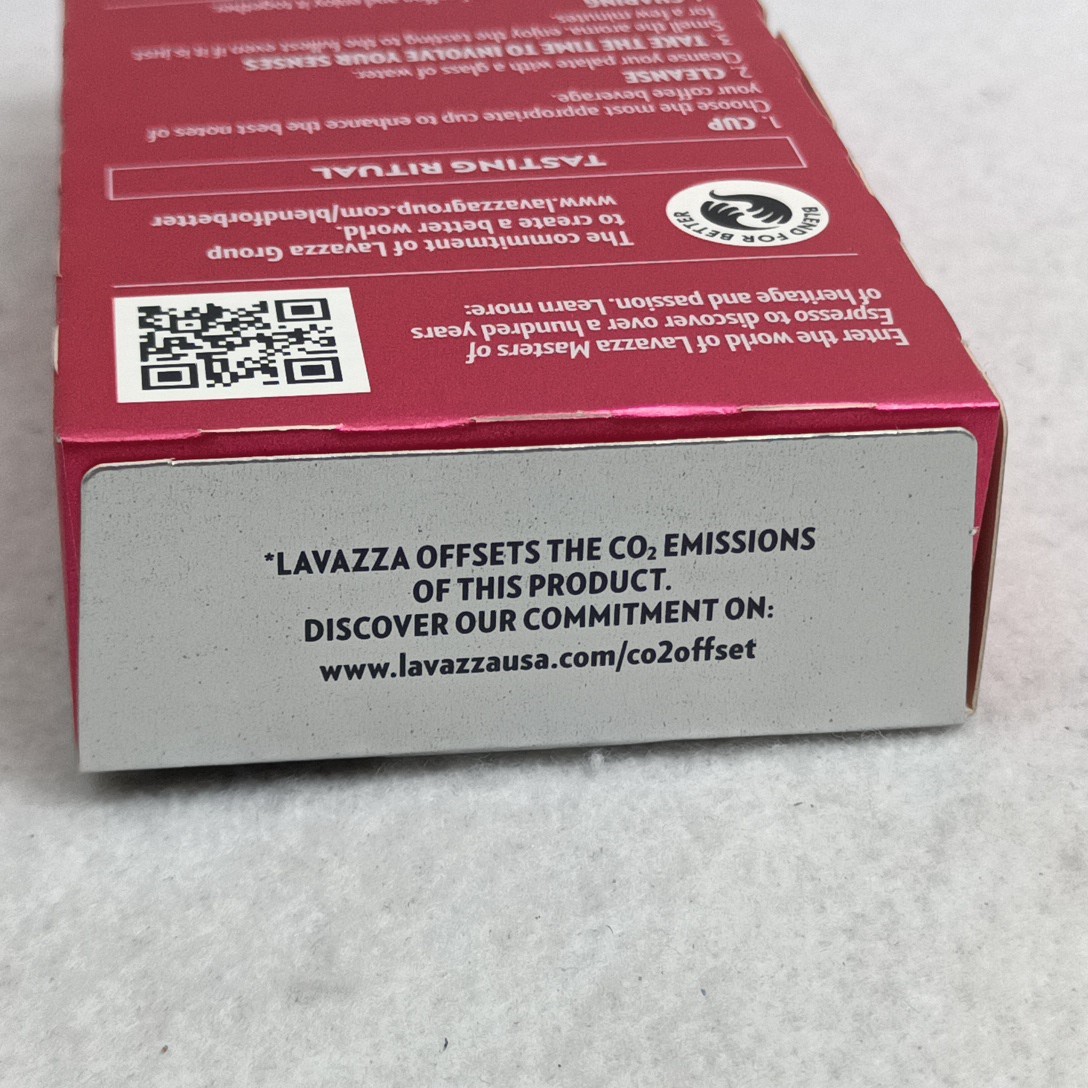 *LAVAZZA OFFSETS THE CO₂ EMISSIONS
OF THIS PRODUCT.
DISCOVER OUR COMMITMENT ON:
www.lavazzausa.com/co2offset
Enter the world of Lavazza Masters of
Espresso to discover over a hundred years
of heritage and passion. Learn more:
BLEND FOR BETTER
The commitment of Lavazza Group
to create a better world.
www.lavazzagroup.com/blendforbetter
TASTING RITUAL
1. CUP
Choose the most appropriate cup to enhance the best notes of
your coffee beverage.
2. CLEANSE
Cleanse your palate with a glass of water.
3. TAKE THE TIME TO INVOLVE YOUR SENSES
Smell the aroma, enjoy the tasting to the fullest even if it is just
for a few minutes.
and enjoy it together.